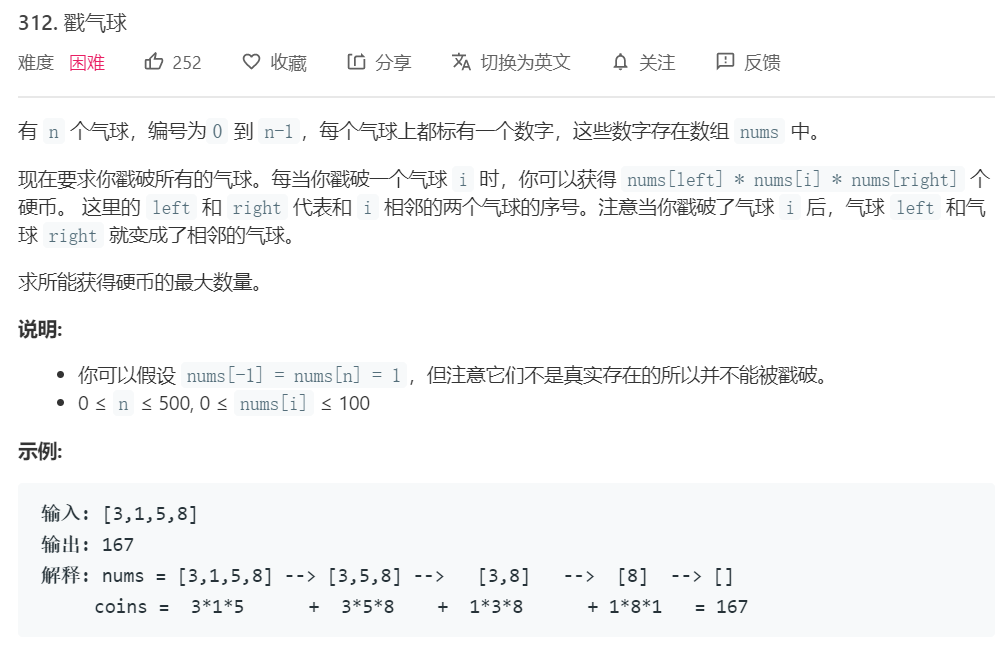 312. 戳气球
难度 困难 252 收藏 分享 切换为英文 关注 反馈
有 n 个气球，编号为 0 到 n-1，每个气球上都标有一个数字，这些数字存在数组 nums 中。
现在要求你戳破所有的气球。每当你戳破一个气球 i 时，你可以获得 nums[left] * nums[i] * nums[right] 个
硬币。 这里的 left 和 right 代表和 i 相邻的两个气球的序号。注意当你戳破了气球 i 后，气球 left 和气
球 right 就变成了相邻的气球。
求所能获得硬币的最大数量。
说明:
• 你可以假设 nums[-1] = nums[n] = 1，但注意它们不是真实存在的所以并不能被戳破。
• 0 ≤ n ≤ 500, 0 ≤ nums[i] ≤ 100
示例:
输入: [3,1,5,8]
输出: 167
解释: nums = [3,1,5,8] --> [3,5,8] --> [3,8] --> [8] --> []
coins = 3*1*5 + 3*5*8 + 1*3*8 + 1*8*1 = 167